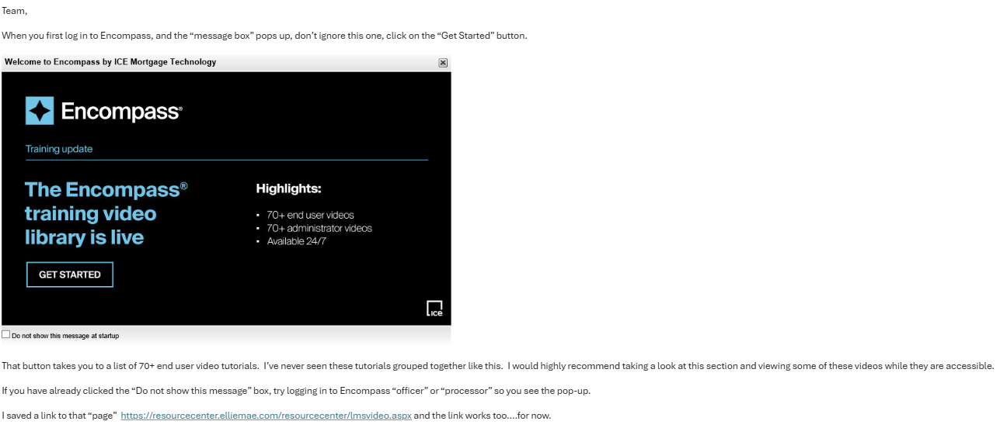 Team,
When you first log in to Encompass, and the “message box” pops up, don’t ignore this one, click on the “Get Started” button.
Welcome to Encompass by ICE Mortgage Technology
Encompass®
Training update
The Encompass®
training video
library is live
GET STARTED
Highlights:
▪ 70+ end user videos
▪ 70+ administrator videos
▪ Available 24/7
ICE
Do not show this message at startup
That button takes you to a list of 70+ end user video tutorials.  I’ve never seen these tutorials grouped together like this.  I would highly recommend taking a look at this section and viewing some of these videos while they are accessible.
If you have already clicked the “Do not show this message” box, try logging in to Encompass “officer” or “processor” so you see the pop-up.
I saved a link to that “page”  https://resourcecenter.elliemae.com/resourcecenter/lmsvideo.aspx and the link works too....for now.